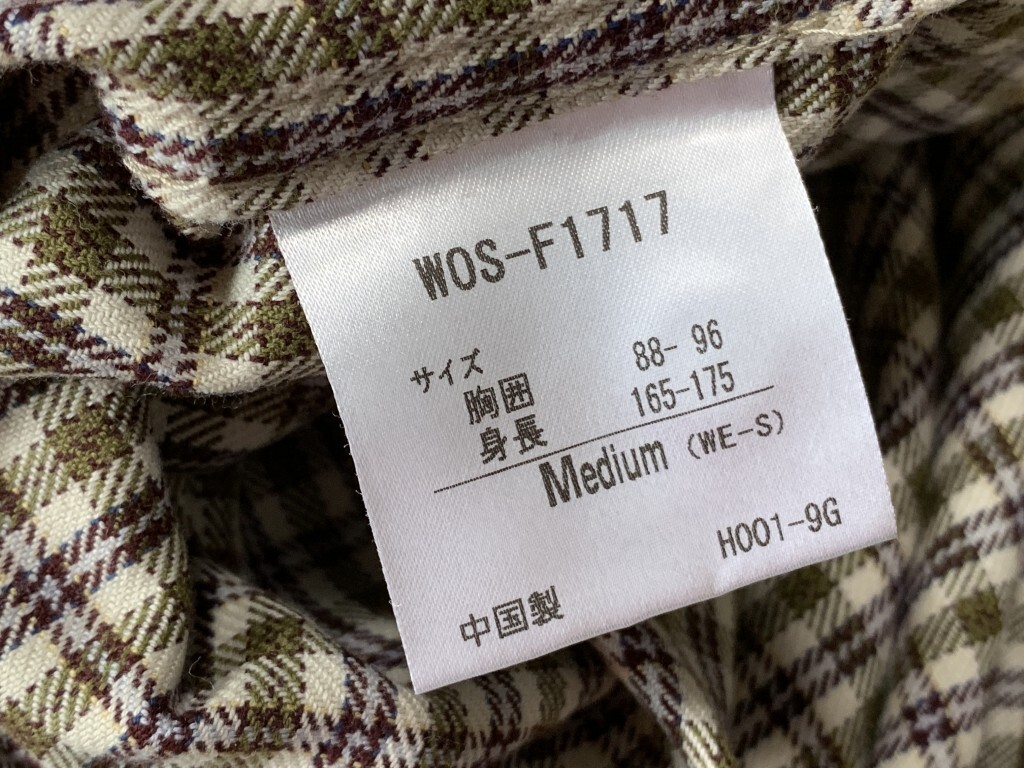 WOS-F1717
サイズ
胸囲 88- 96
身長 165-175
Medium (WE-S)
H001-9G
中国製